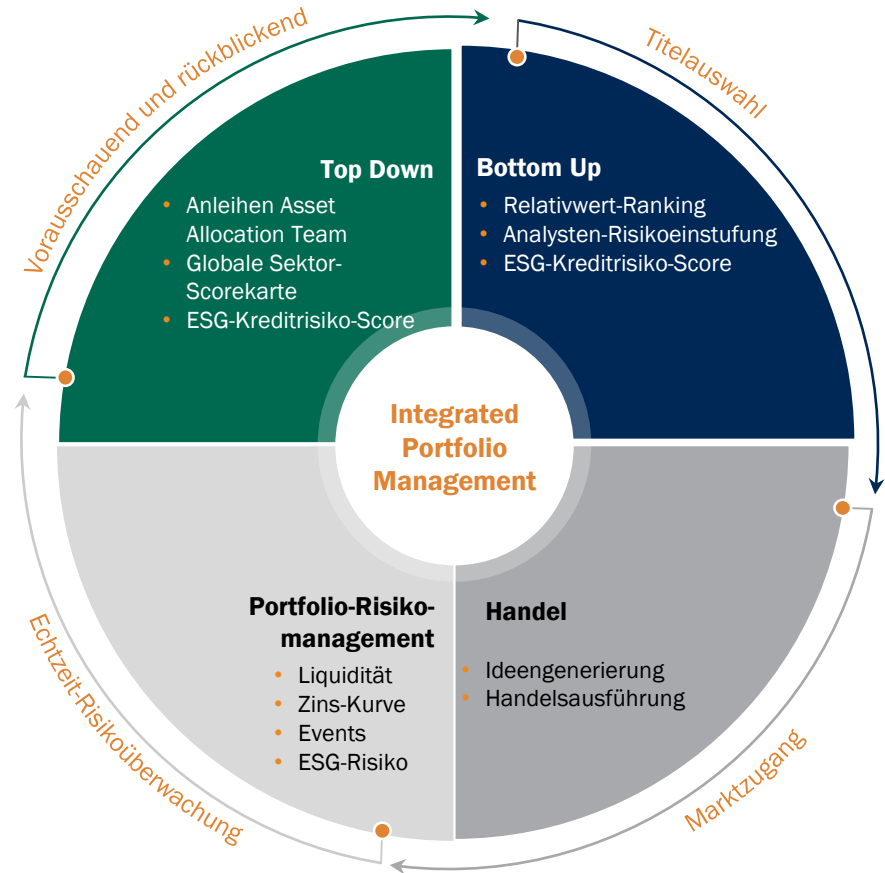 Vorausschauend und rückblickend
Titelauswahl
Top Down
• Anleihen Asset
Allocation Team
• Globale Sektor-
Scorekarte
• ESG-Kreditrisiko-Score
Bottom Up
• Relativwert-Ranking
• Analysten-Risikoeinstufung
• ESG-Kreditrisiko-Score
Integrated
Portfolio
Management
Portfolio-Risiko-
management
• Liquidität
• Zins-Kurve
• Events
• ESG-Risiko
Handel
• Ideengenerierung
• Handelsausführung
Echtzeit-Risikoüberwachung
Marktzugang